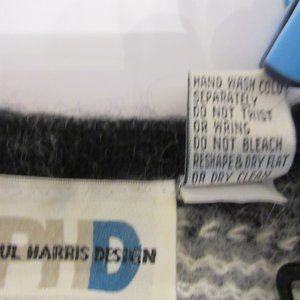 HAND WASH COLD
SEPARATELY
DO NOT TWIST
OR WRING
DO NOT BLEACH
RESHAPE & DRY FLAT
OR DRY CLEAN
PHD
UL HARRIS DESIGN